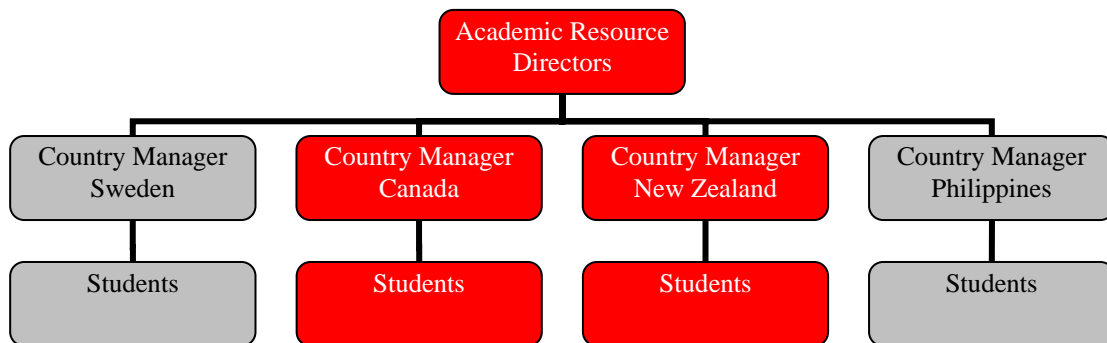 Academic Resource
Directors
Country Manager
Sweden
Country Manager
Canada
Country Manager
New Zealand
Country Manager
Philippines
Students
Students
Students
Students